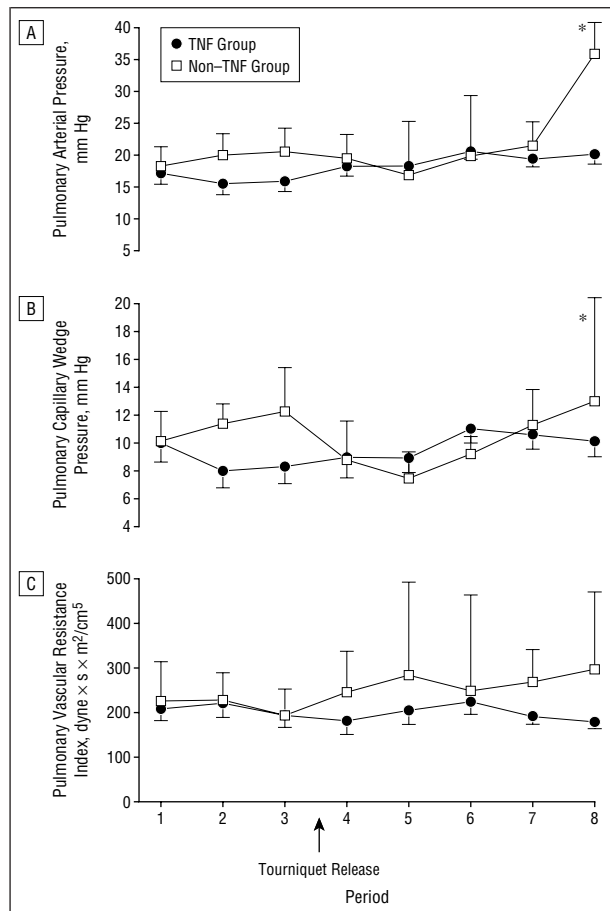 A
Pulmonary Arterial Pressure,
mm Hg
40
35
30
25
20
15
10
5
TNF Group
Non–TNF Group
*
B
Pulmonary Capillary Wedge
Pressure, mm Hg
20
18
16
14
12
10
8
6
4
*
C
Pulmonary Vascular Resistance
Index, dyne × s × m²/cm⁵
500
400
300
200
100
0
1 2 3 4 5 6 7 8
Tourniquet Release
Period